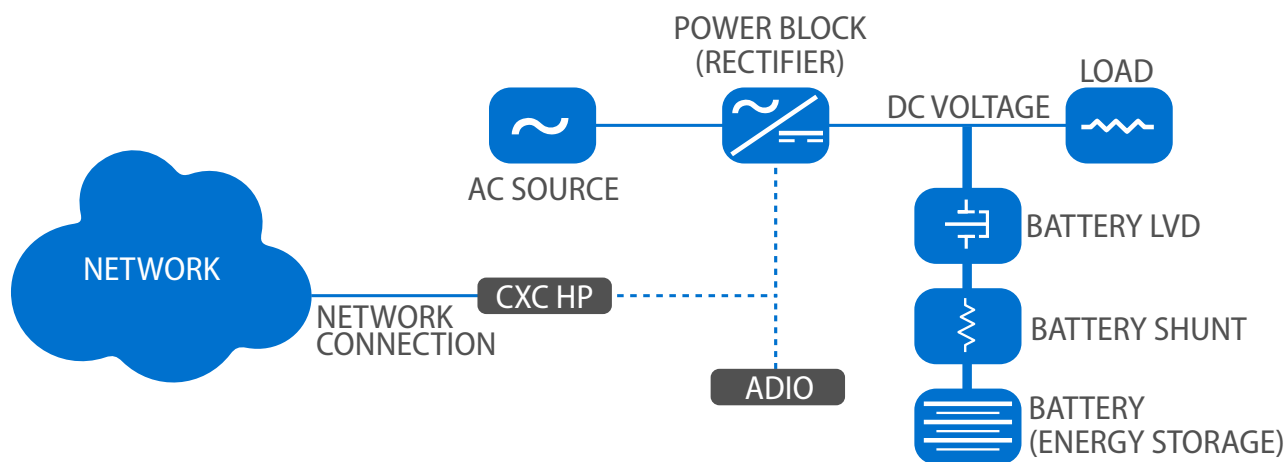 POWER BLOCK
(RECTIFIER)
LOAD
DC VOLTAGE
AC SOURCE
BATTERY LVD
NETWORK
CXC HP
NETWORK
CONNECTION
BATTERY SHUNT
ADIO
BATTERY
(ENERGY STORAGE)